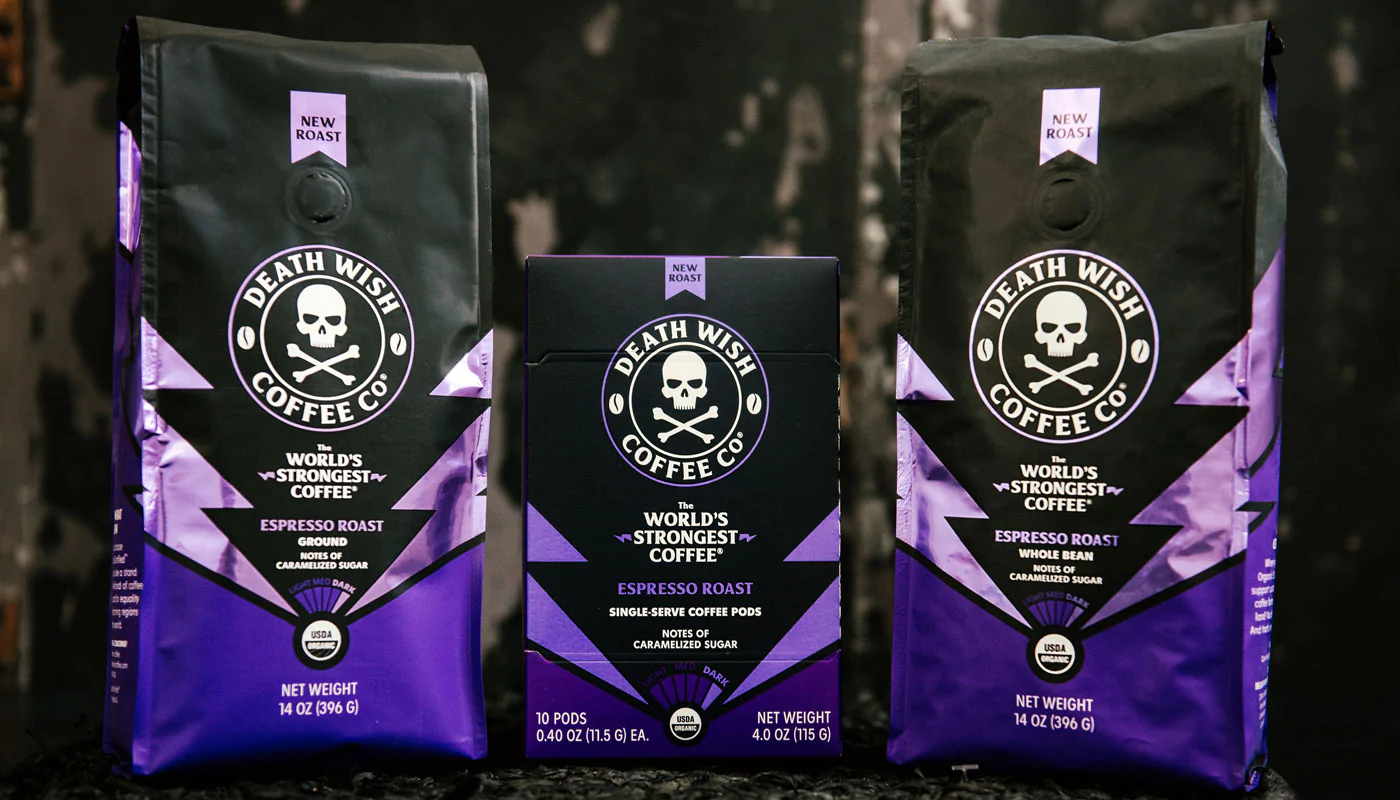 NEW
ROAST
DEATH WISH
COFFEE CO®
The
WORLD'S
STRONGEST
COFFEE®
ESPRESSO ROAST
GROUND
NOTES OF
CARAMELIZED SUGAR
LIGHT MED DARK
USDA
ORGANIC
NET WEIGHT
14 OZ (396 G)
NEW
ROAST
DEATH WISH
COFFEE CO®
The
WORLD'S
STRONGEST
COFFEE®
ESPRESSO ROAST
SINGLE-SERVE COFFEE PODS
NOTES OF
CARAMELIZED SUGAR
LIGHT MED DARK
USDA
ORGANIC
10 PODS
0.40 OZ (11.5 G) EA.
NET WEIGHT
4.0 OZ (115 G)
NEW
ROAST
DEATH WISH
COFFEE CO®
The
WORLD'S
STRONGEST
COFFEE®
ESPRESSO ROAST
WHOLE BEAN
NOTES OF
CARAMELIZED SUGAR
LIGHT MED DARK
USDA
ORGANIC
NET WEIGHT
14 OZ (396 G)